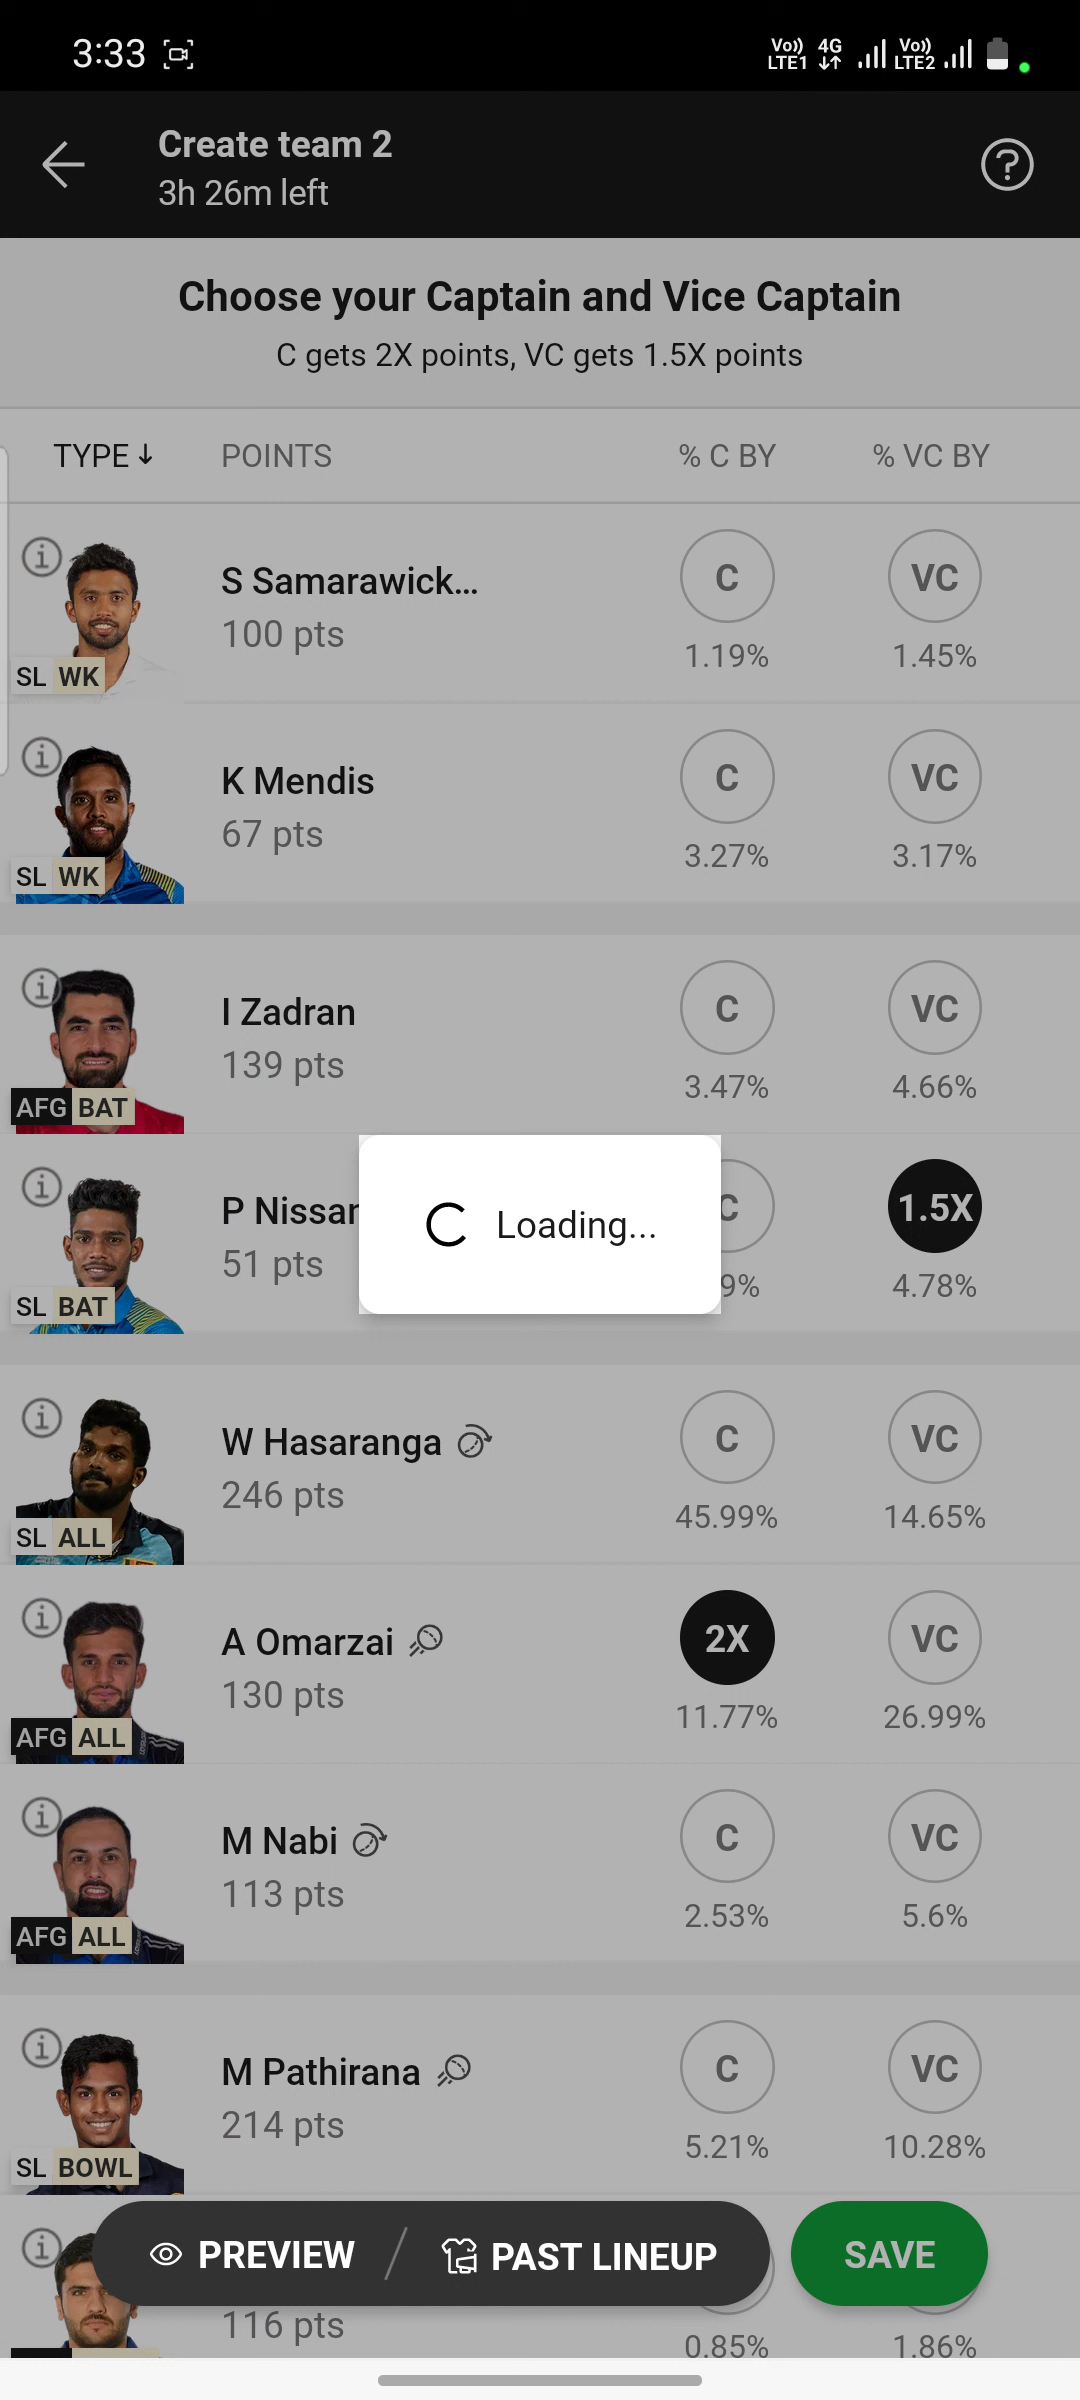 3:33
Vo)) LTE1 4G Vo)) LTE2
Create team 2
3h 26m left
Choose your Captain and Vice Captain
C gets 2X points, VC gets 1.5X points
TYPE POINTS % C BY % VC BY
S Samarawick... C VC
100 pts 1.19% 1.45%
SL WK
K Mendis C VC
67 pts 3.27% 3.17%
SL WK
I Zadran C VC
139 pts 3.47% 4.66%
AFG BAT
P Nissan C 1.5X
Loading...
51 pts 9% 4.78%
SL BAT
W Hasaranga C VC
246 pts 45.99% 14.65%
SL ALL
A Omarzai 2X VC
130 pts 11.77% 26.99%
AFG ALL
M Nabi C VC
113 pts 2.53% 5.6%
AFG ALL
M Pathirana C VC
214 pts 5.21% 10.28%
SL BOWL
PREVIEW PAST LINEUP SAVE
116 pts 0.85% 1.86%